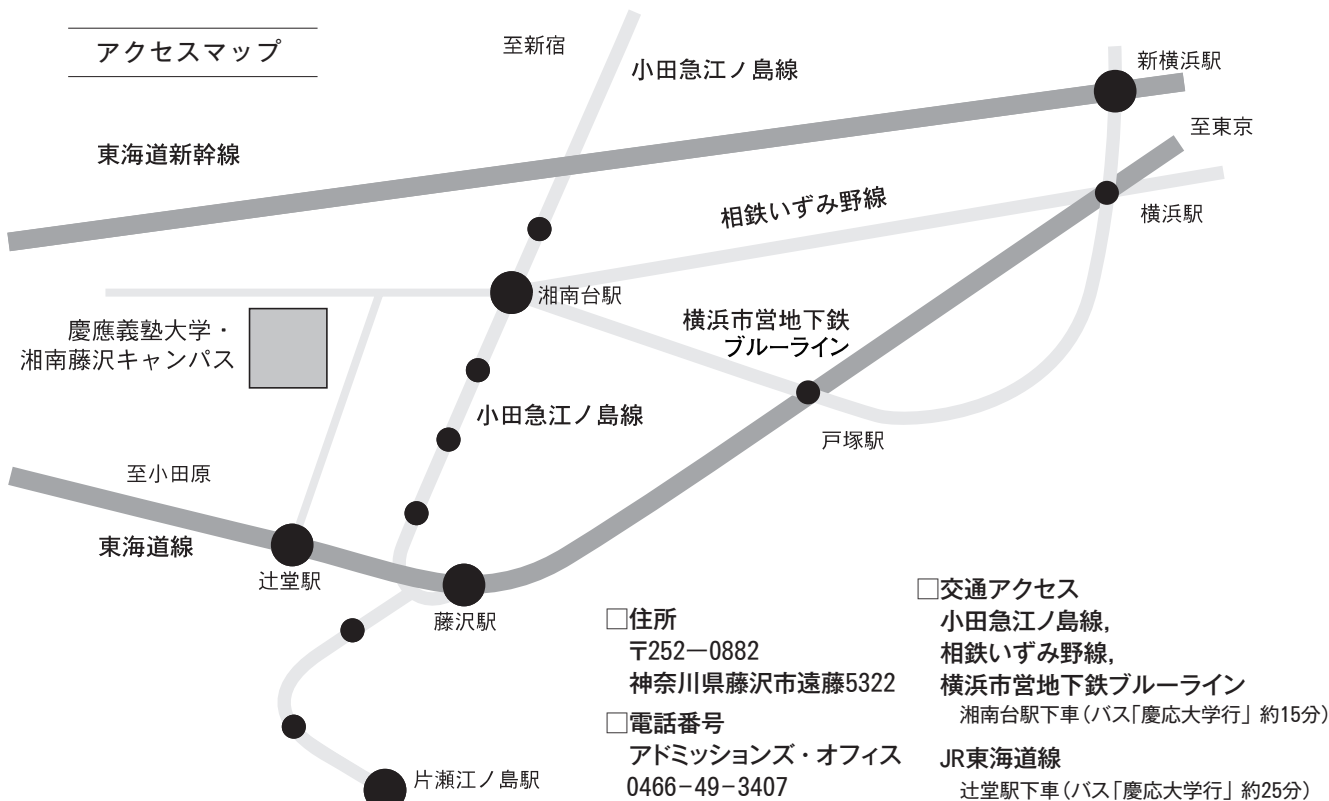 アクセスマップ
至新宿
小田急江ノ島線
新横浜駅
至東京
東海道新幹線
相鉄いずみ野線
横浜駅
湘南台駅
慶應義塾大学・
湘南藤沢キャンパス
横浜市営地下鉄
ブルーライン
小田急江ノ島線
戸塚駅
至小田原
東海道線
辻堂駅
藤沢駅
片瀬江ノ島駅
□住所
〒252−0882
神奈川県藤沢市遠藤5322
□電話番号
アドミッションズ・オフィス
0466−49−3407
□交通アクセス
小田急江ノ島線,
相鉄いずみ野線,
横浜市営地下鉄ブルーライン
湘南台駅下車(バス「慶応大学行」約15分)
JR東海道線
辻堂駅下車(バス「慶応大学行」約25分)